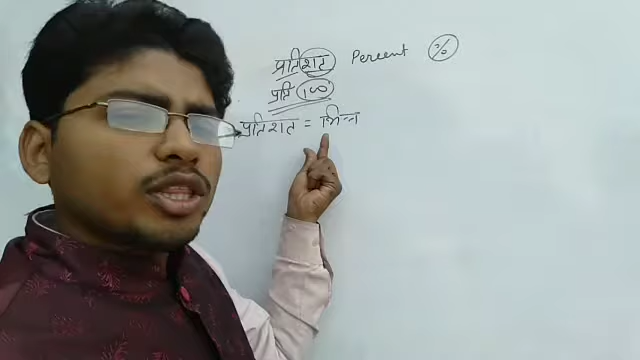 प्रतिशत Percent %
प्रति 100
प्रतिशत = भिन्न